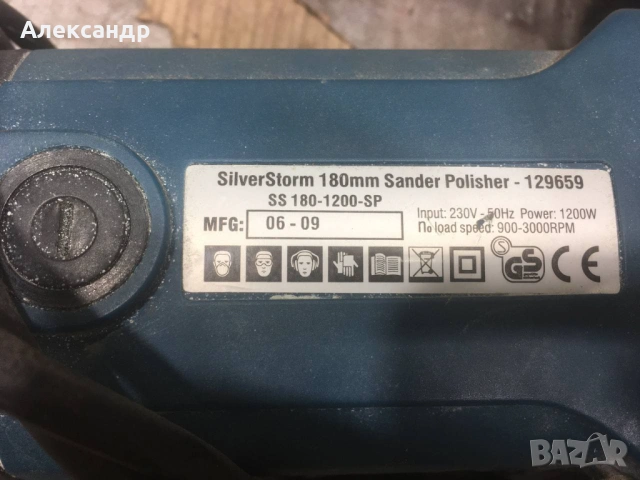 Александр
SilverStorm 180mm Sander Polisher - 129659
SS 180-1200-SP
MFG: 06 - 09
Input: 230V - 50Hz Power: 1200W
no load speed: 900-3000RPM
GS
CE
BAZAR